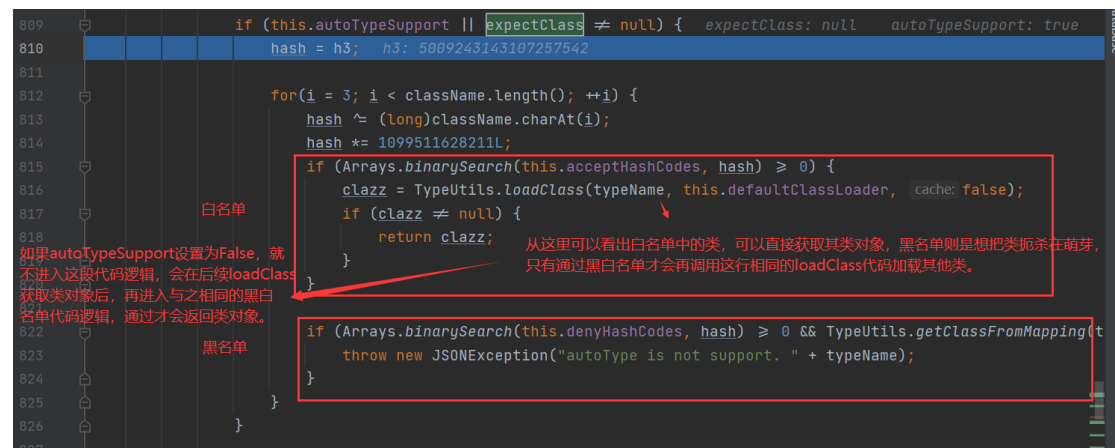 809 if (this.autoTypeSupport || expectClass ≠ null) { expectClass: null autoTypeSupport: true
810 hash = h3; h3: 5009243143107257542
811
812 for(i = 3; i < className.length(); ++i) {
813 hash ^= (long)className.charAt(i);
814 hash *= 1099511628211L;
815 if (Arrays.binarySearch(this.acceptHashCodes, hash) ⩾ 0) {
816 clazz = TypeUtils.loadClass(typeName, this.defaultClassLoader, cache: false);
817 if (clazz ≠ null) {
白名单
818 return clazz;
从这里可以看出白名单中的类，可以直接获取其类对象，黑名单则是想把类扼杀在萌芽，
只有通过黑白名单才会再调用这行相同的loadClass代码加载其他类。
}
}
如果autoTypeSupport设置为False，就
不进入这段代码逻辑，会在后续loadClass
获取类对象后，再进入与之相同的黑白
名单代码逻辑，通过才会返回类对象。
822 if (Arrays.binarySearch(this.denyHashCodes, hash) ⩾ 0 && TypeUtils.getClassFromMapping(t
黑名单
823 throw new JSONException("autoType is not support. " + typeName);
824 }
825 }
826 }